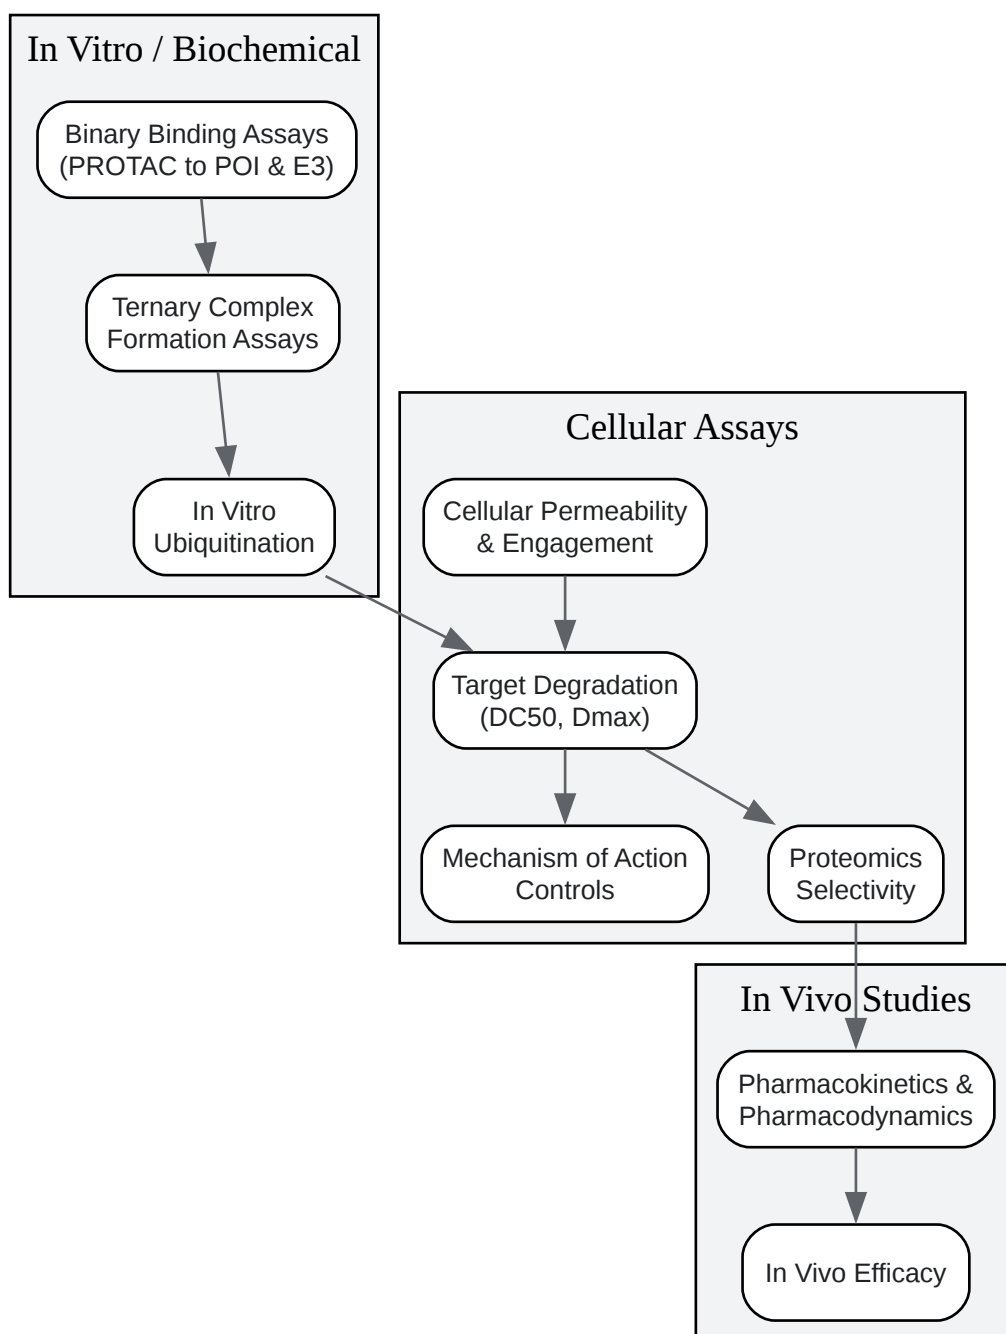 In Vitro / Biochemical
Binary Binding Assays
(PROTAC to POI & E3)
Ternary Complex
Formation Assays
In Vitro
Ubiquitination
Cellular Assays
Cellular Permeability
& Engagement
Target Degradation
(DC50, Dmax)
Mechanism of Action
Controls
Proteomics
Selectivity
In Vivo Studies
Pharmacokinetics &
Pharmacodynamics
In Vivo Efficacy